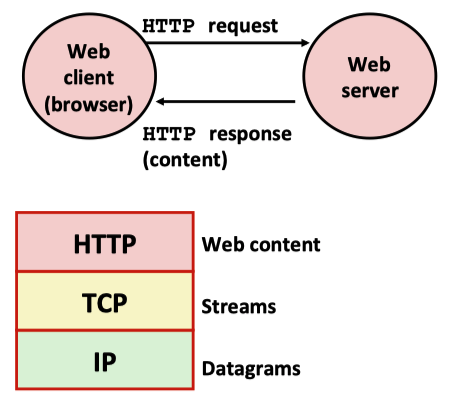 HTTP request
Web
client
(browser)
Web
server
HTTP response
(content)
HTTP Web content
TCP Streams
IP Datagrams